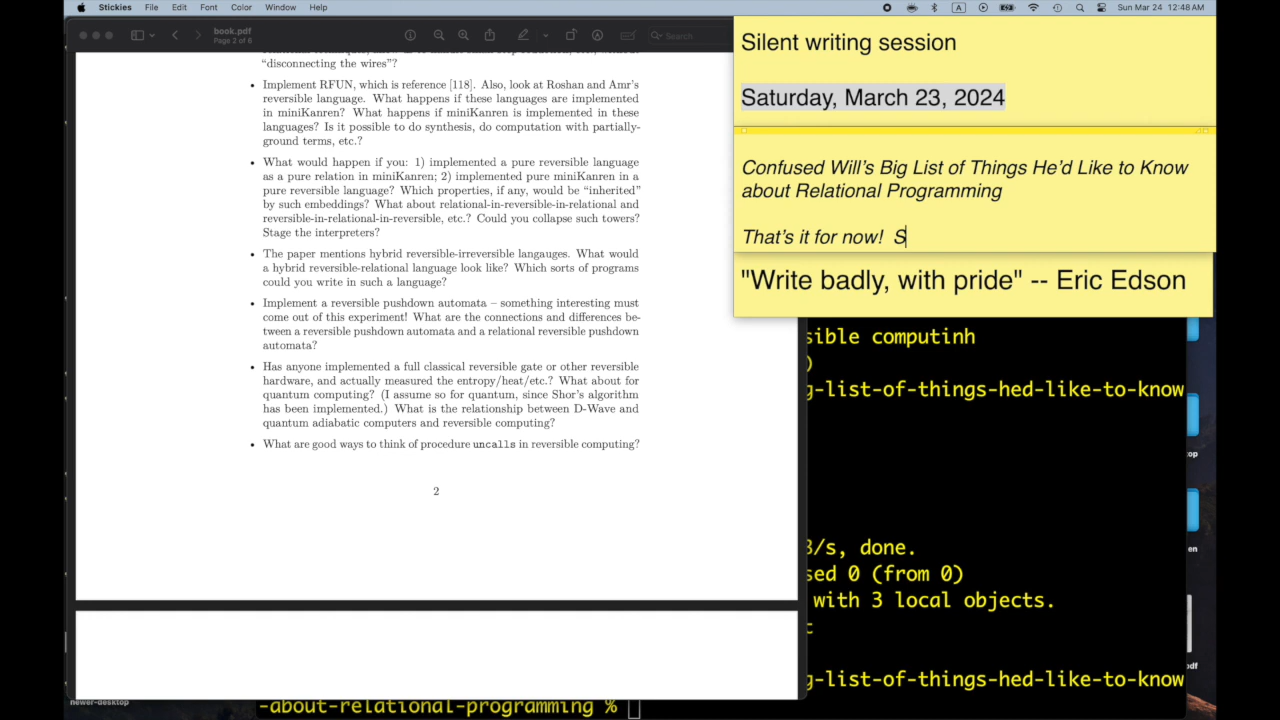 Stickies File Edit Font Color Window Help Sun Mar 24 12:48 AM
book.pdf
Page 2 of 6
Search
"disconnecting the wires"?
• Implement RFUN, which is reference [118]. Also, look at Roshan and Amr's
reversible language. What happens if these languages are implemented
in miniKanren? What happens if miniKanren is implemented in these
languages? Is it possible to do synthesis, do computation with partially-
ground terms, etc.?
• What would happen if you: 1) implemented a pure reversible language
as a pure relation in miniKanren; 2) implemented pure miniKanren in a
pure reversible language? Which properties, if any, would be "inherited"
by such embeddings? What about relational-in-reversible-in-relational and
reversible-in-relational-in-reversible, etc.? Could you collapse such towers?
Stage the interpreters?
• The paper mentions hybrid reversible-irreversible langauges. What would
a hybrid reversible-relational language look like? Which sorts of programs
could you write in such a language?
• Implement a reversible pushdown automata – something interesting must
come out of this experiment! What are the connections and differences be-
tween a reversible pushdown automata and a relational reversible pushdown
automata?
• Has anyone implemented a full classical reversible gate or other reversible
hardware, and actually measured the entropy/heat/etc.? What about for
quantum computing? (I assume so for quantum, since Shor's algorithm
has been implemented.) What is the relationship between D-Wave and
quantum adiabatic computers and reversible computing?
• What are good ways to think of procedure uncalls in reversible computing?
2
Silent writing session
Saturday, March 23, 2024
Confused Will's Big List of Things He'd Like to Know
about Relational Programming
That's it for now! S
"Write badly, with pride" -- Eric Edson
sible computinh
)
g-list-of-things-hed-like-to-know
top
en
B/s, done.
sed 0 (from 0)
with 3 local objects.
t
pdf
g-list-of-things-hed-like-to-know
newer-desktop
-about-relational-programming %